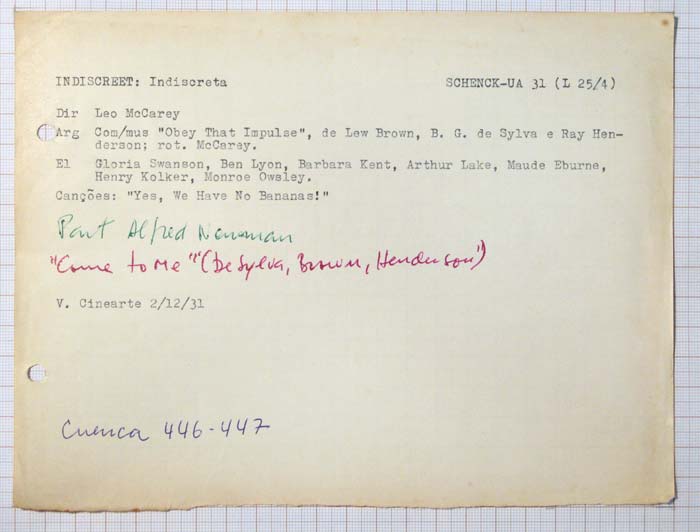 INDISCREET: Indiscreta SCHENCK-UA 31 (L 25/4)
Dir Leo McCarey
Arg Com/mus "Obey That Impulse", de Lew Brown, B. G. de Sylva e Ray Hen-
derson; rot. McCarey.
El Gloria Swanson, Ben Lyon, Barbara Kent, Arthur Lake, Maude Eburne,
Henry Kolker, Monroe Owsley.
Canções: "Yes, We Have No Bananas!"
Part Alfred Newman
"Come to Me" (De Sylva, Brown, Henderson)
V. Cinearte 2/12/31
Cuenca 446-447